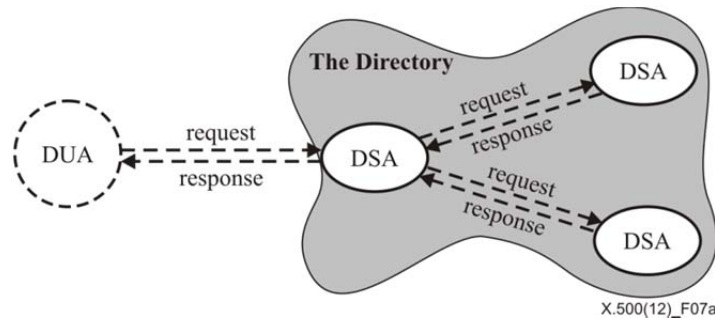 The Directory
DSA
request
response
request
response
DUA
DSA
request
response
DSA
X.500(12)_F07a